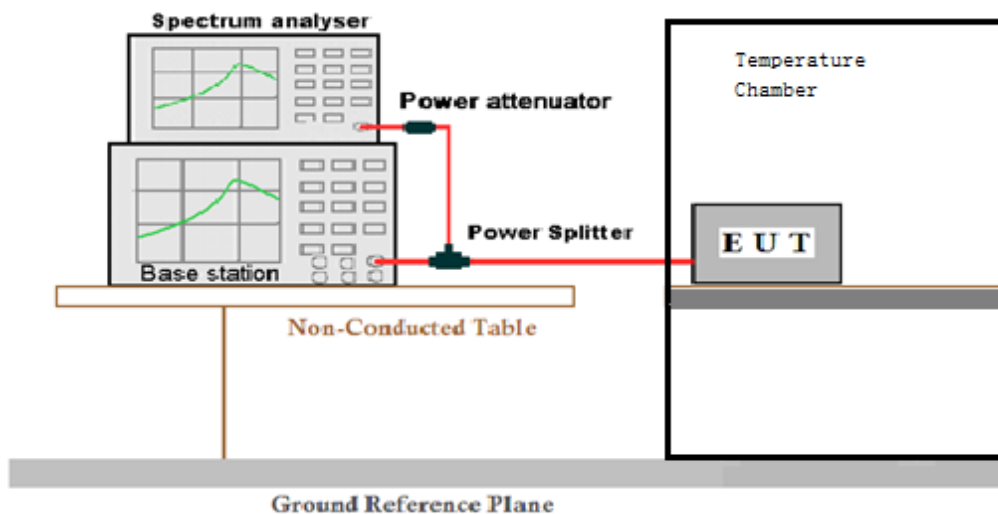 Spectrum analyser
Temperature
Chamber
Power attenuator
Power Splitter
E U T
Base station
Non-Conducted Table
Ground Reference Plane